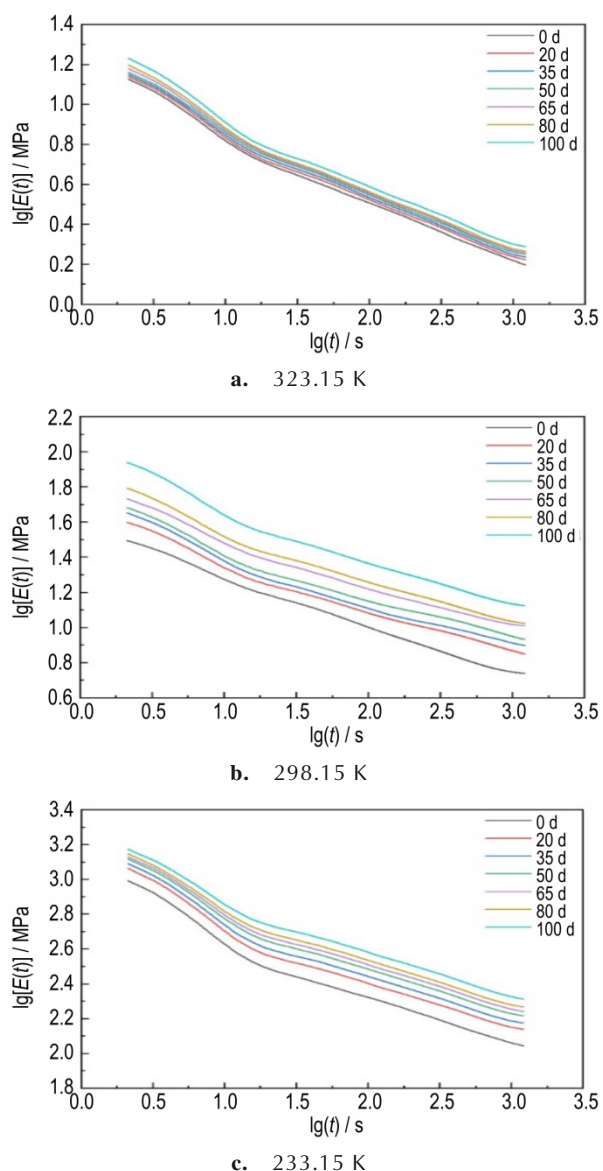 1.4
1.2
1.0
0.8
0.6
0.4
0.2
0.0
lg[E(t)] / MPa
0 d
20 d
35 d
50 d
65 d
80 d
100 d
0.0 0.5 1.0 1.5 2.0 2.5 3.0 3.5
lg(t) / s
a. 323.15 K
2.2
2.0
1.8
1.6
1.4
1.2
1.0
0.8
0.6
lg[E(t)] / MPa
0 d
20 d
35 d
50 d
65 d
80 d
100 d
0.0 0.5 1.0 1.5 2.0 2.5 3.0 3.5
lg(t) / s
b. 298.15 K
3.4
3.2
3.0
2.8
2.6
2.4
2.2
2.0
1.8
lg[E(t)] / MPa
0 d
20 d
35 d
50 d
65 d
80 d
100 d
0.0 0.5 1.0 1.5 2.0 2.5 3.0 3.5
lg(t) / s
c. 233.15 K